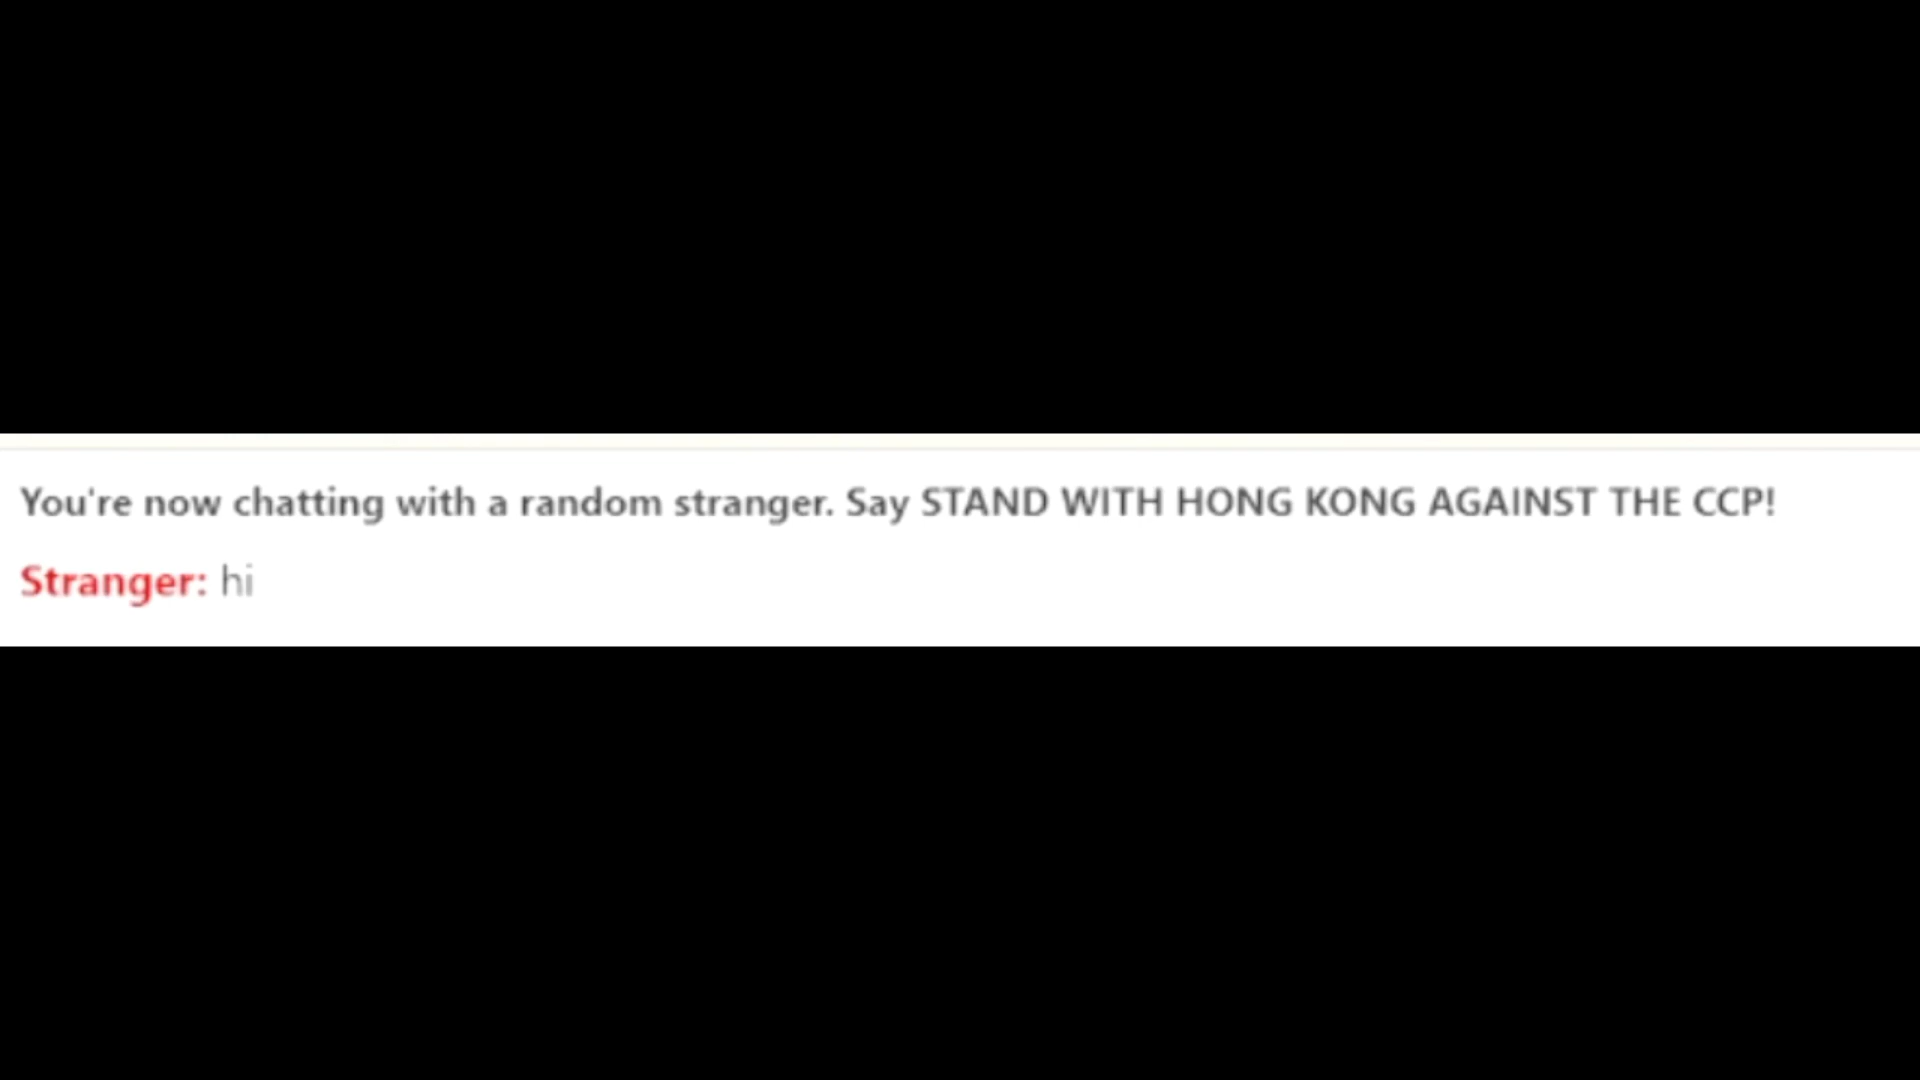 You're now chatting with a random stranger. Say STAND WITH HONG KONG AGAINST THE CCP!
Stranger: hi